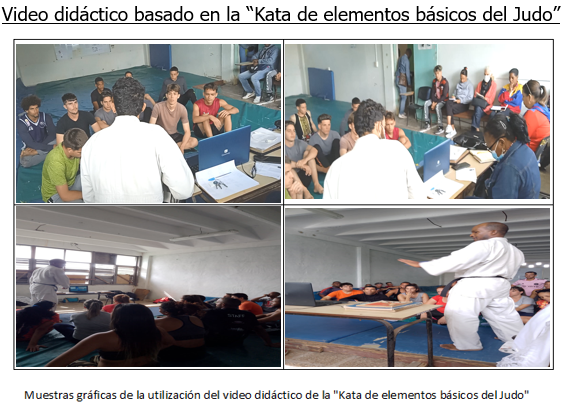 Video didáctico basado en la “Kata de elementos básicos del Judo”
Muestras gráficas de la utilización del video didáctico de la "Kata de elementos básicos del Judo"